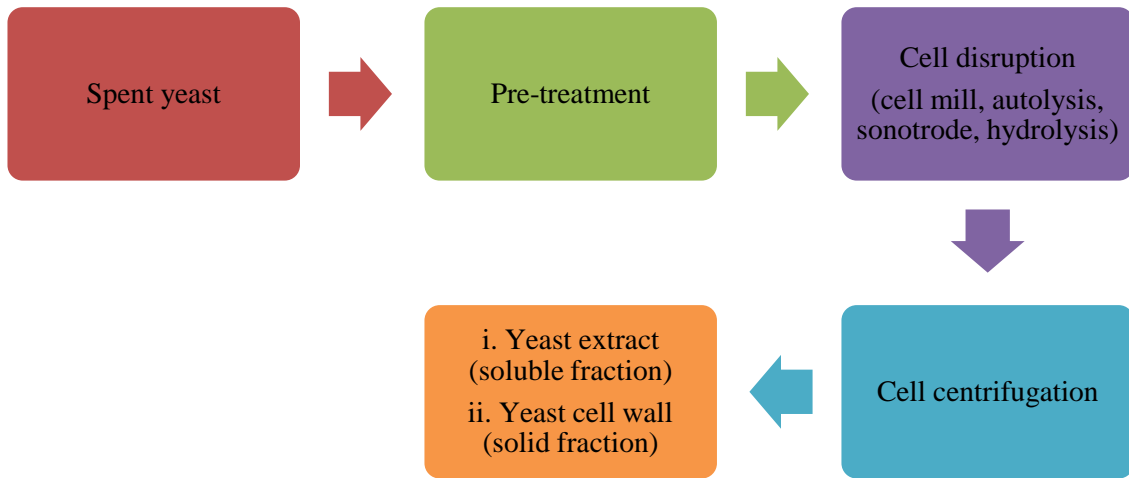 Spent yeast
Pre-treatment
Cell disruption
(cell mill, autolysis,
sonotrode, hydrolysis)
Cell centrifugation
i. Yeast extract
(soluble fraction)
ii. Yeast cell wall
(solid fraction)